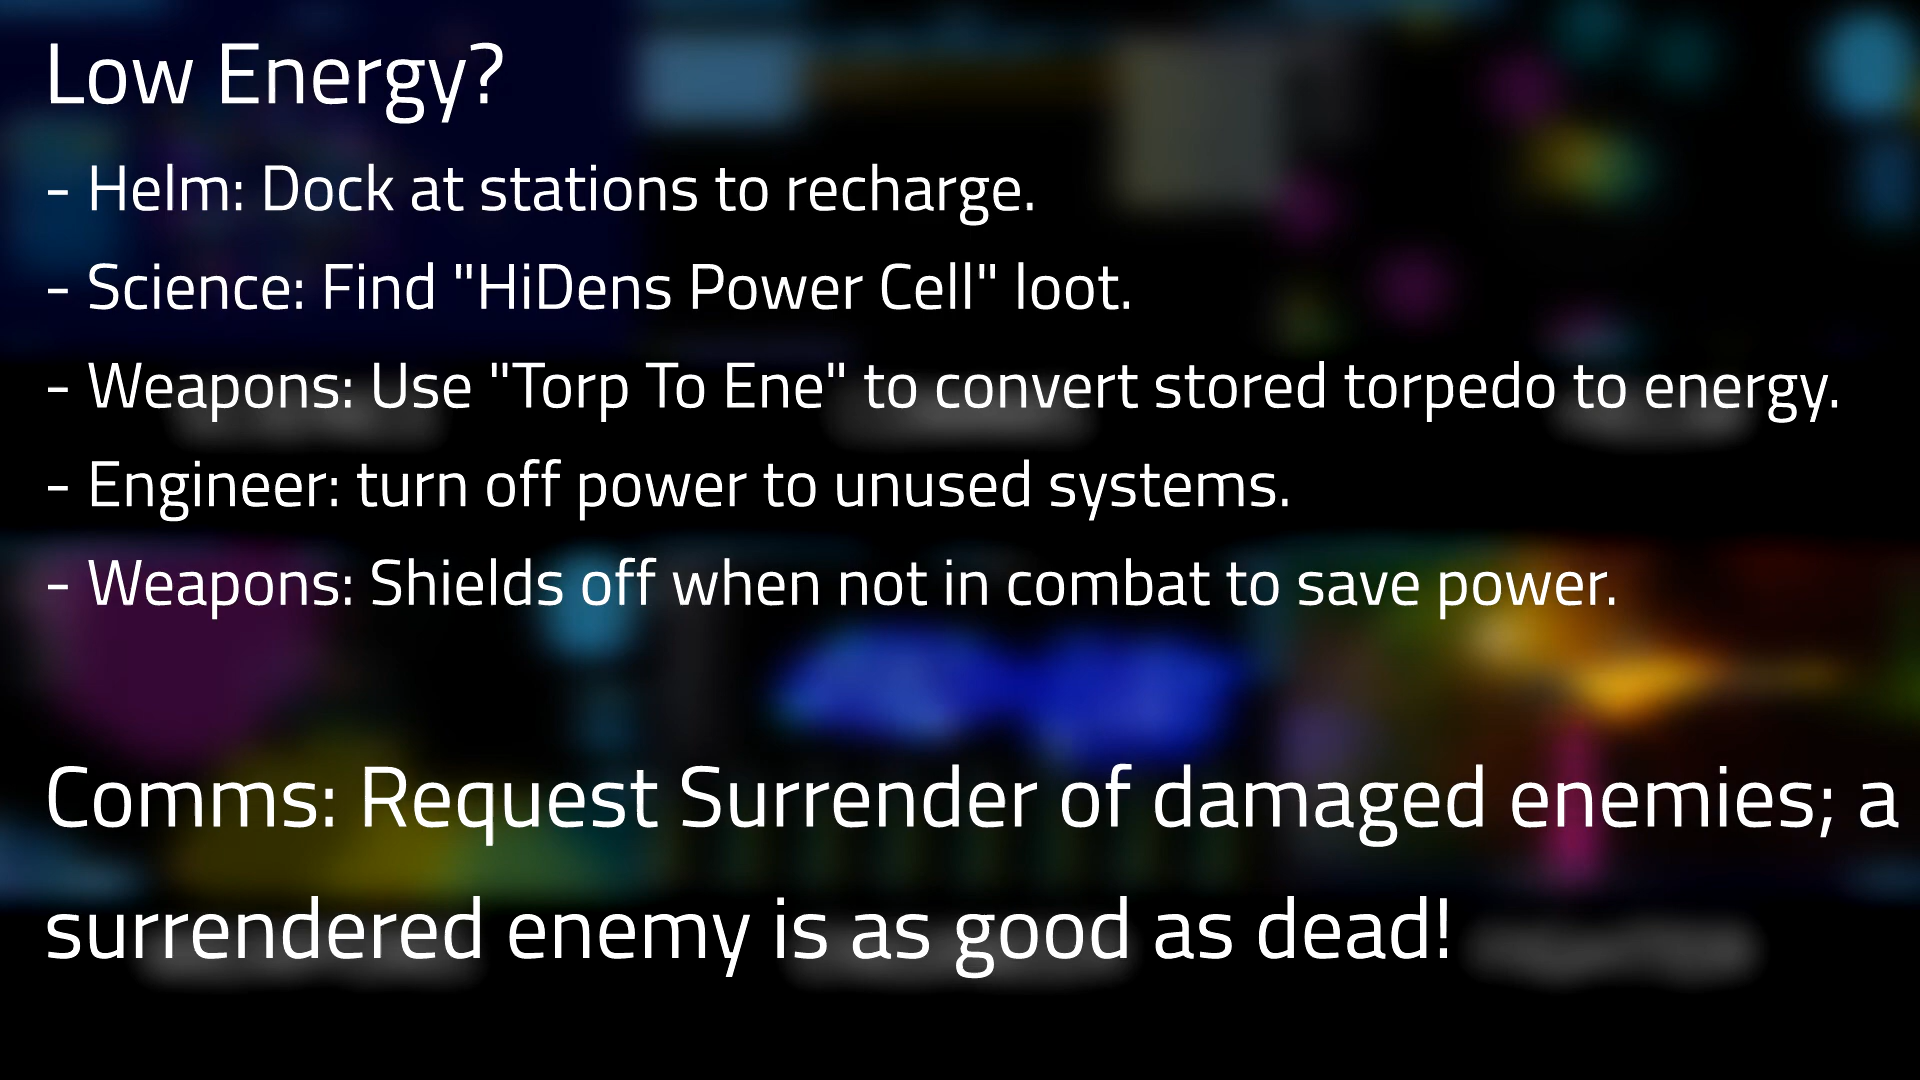 Low Energy?
- Helm: Dock at stations to recharge.
- Science: Find "HiDens Power Cell" loot.
- Weapons: Use "Torp To Ene" to convert stored torpedo to energy.
- Engineer: turn off power to unused systems.
- Weapons: Shields off when not in combat to save power.
Comms: Request Surrender of damaged enemies; a
surrendered enemy is as good as dead!